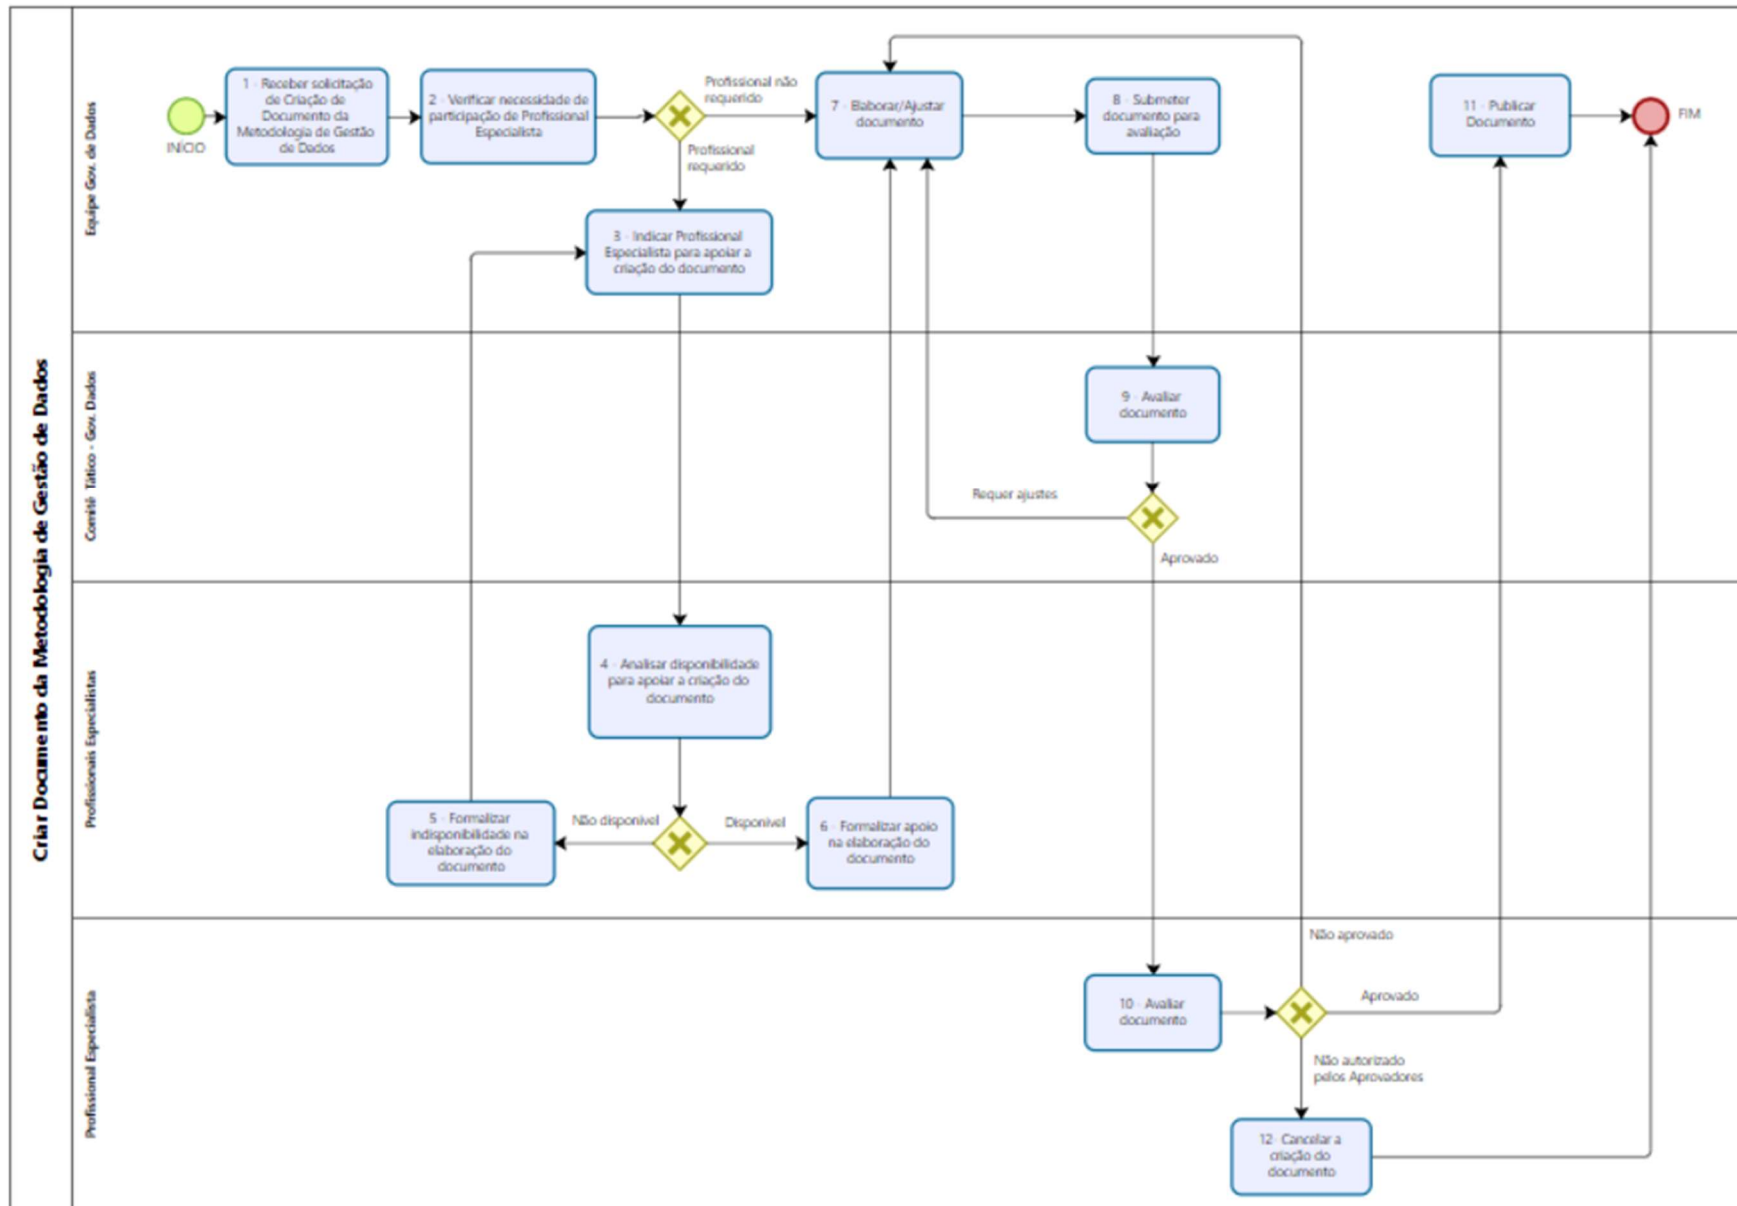 Criar Documento da Metodologia de Gestão de Dados
Equipe Gov. de Dados
INÍCIO
1 - Receber solicitação
de Criação de
Documento da
Metodologia de Gestão
de Dados
2 - Verificar necessidade de
participação de Profissional
Especialista
Profissional não
requerido
Profissional
requerido
3 - Indicar Profissional
Especialista para apoiar a
criação do documento
7 - Elaborar/Ajustar
documento
8 - Submeter
documento para
avaliação
11 - Publicar
Documento
FIM
Comitê Tático - Gov. Dados
9 - Avaliar
documento
Requer ajustes
Aprovado
Profissionais Especialistas
4 - Analisar disponibilidade
para apoiar a criação do
documento
Não disponível
Disponível
5 - Formalizar
indisponibilidade na
elaboração do
documento
6 - Formalizar apoio
na elaboração do
documento
Profissional Especialista
10 - Avaliar
documento
Não aprovado
Aprovado
Não autorizado
pelos Aprovadores
12 - Cancelar a
criação do
documento